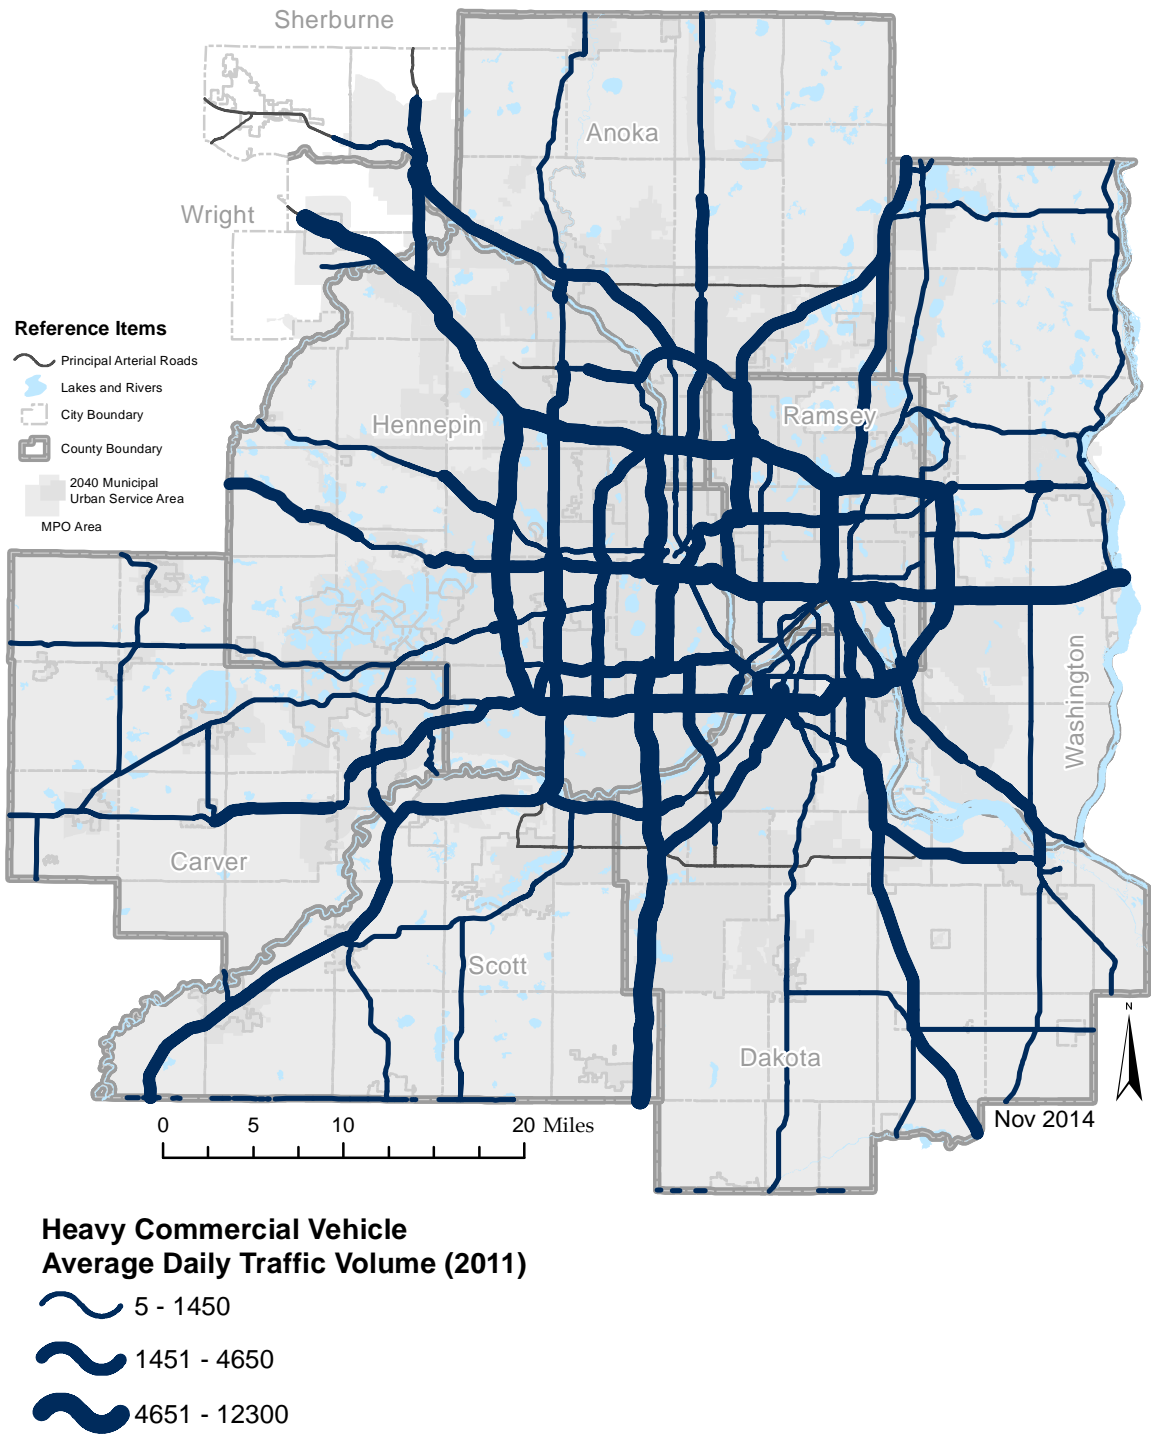 Sherburne
Anoka
Wright
Reference Items
Principal Arterial Roads
Lakes and Rivers
City Boundary
County Boundary
2040 Municipal
Urban Service Area
MPO Area
Hennepin
Ramsey
Washington
Carver
Scott
Dakota
N
Nov 2014
0 5 10 20 Miles
Heavy Commercial Vehicle
Average Daily Traffic Volume (2011)
5 - 1450
1451 - 4650
4651 - 12300